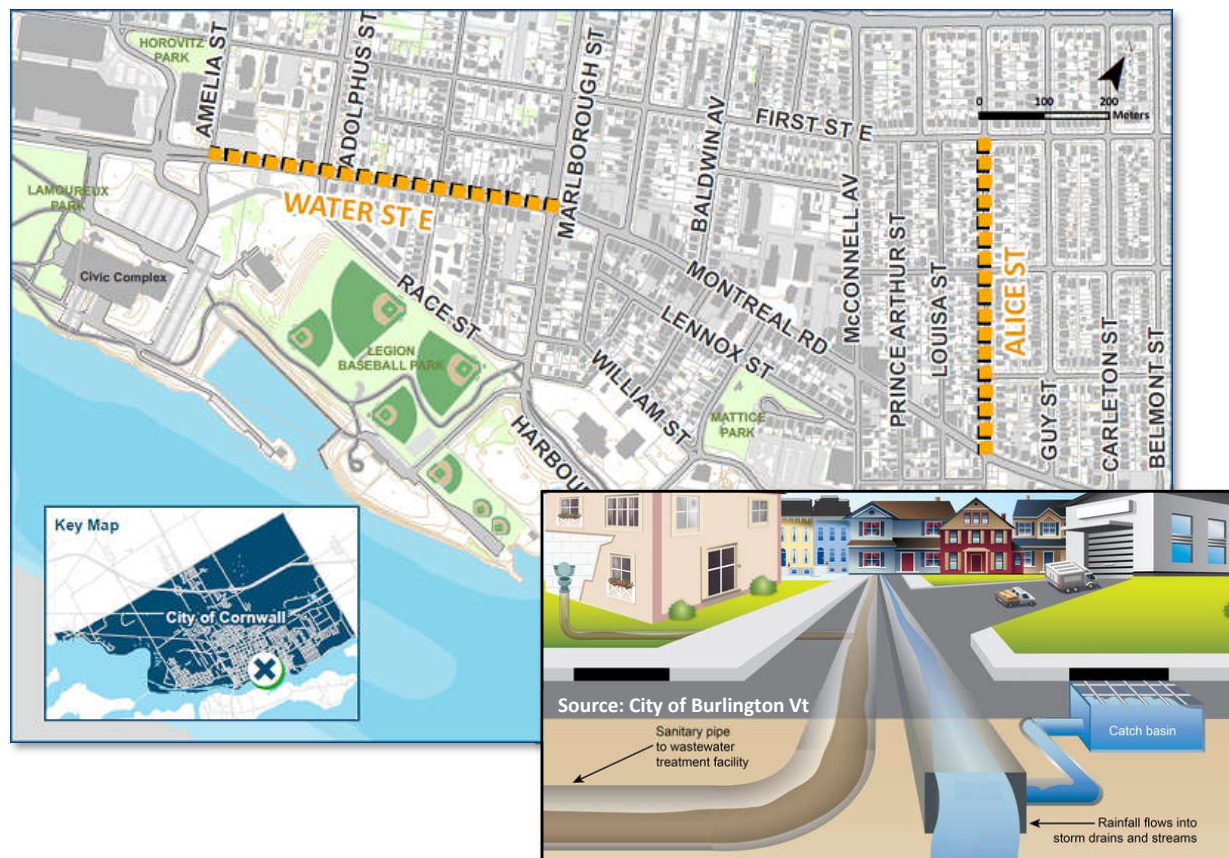 HOROVITZ
PARK
AMELIA ST
ADOLPHUS ST
MARLBOROUGH ST
BALDWIN AV
FIRST ST E
0 100 200
Meters
LAMOUREUX
PARK
WATER ST E
Civic Complex
RACE ST
LEGION
BASEBALL PARK
MONTREAL RD
LENNOX ST
WILLIAM ST
MATTICE
PARK
McCONNELL AV
PRINCE ARTHUR ST
LOUISA ST
ALICE ST
GUY ST
CARLETON ST
BELMONT ST
HARBOU
Key Map
City of Cornwall
Source: City of Burlington Vt
Sanitary pipe
to wastewater
treatment facility
Catch basin
Rainfall flows into
storm drains and streams